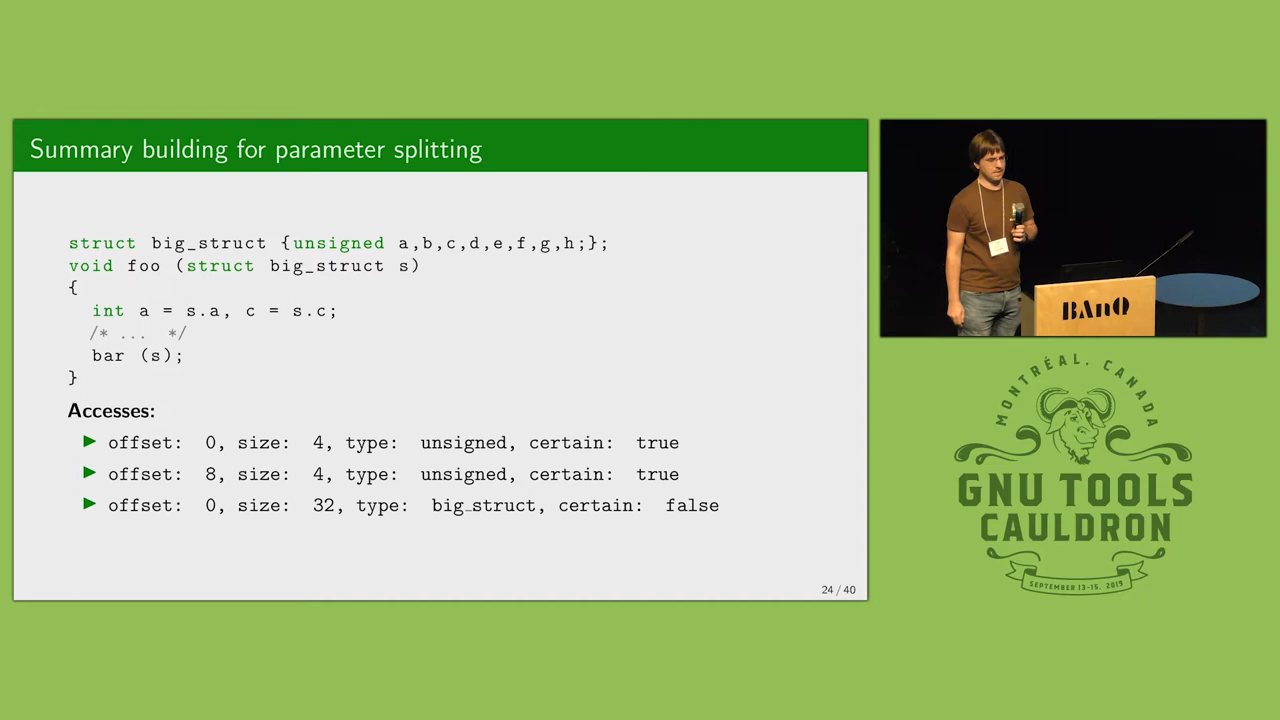 Summary building for parameter splitting
struct big_struct {unsigned a,b,c,d,e,f,g,h;};
void foo (struct big_struct s)
{
int a = s.a, c = s.c;
/* ... */
bar (s);
}
Accesses:
offset: 0, size: 4, type: unsigned, certain: true
offset: 8, size: 4, type: unsigned, certain: true
offset: 0, size: 32, type: big_struct, certain: false
24 / 40
BAnQ
MONTRÉAL, CANADA
GNU TOOLS
CAULDRON
SEPTEMBER 13-15, 2019